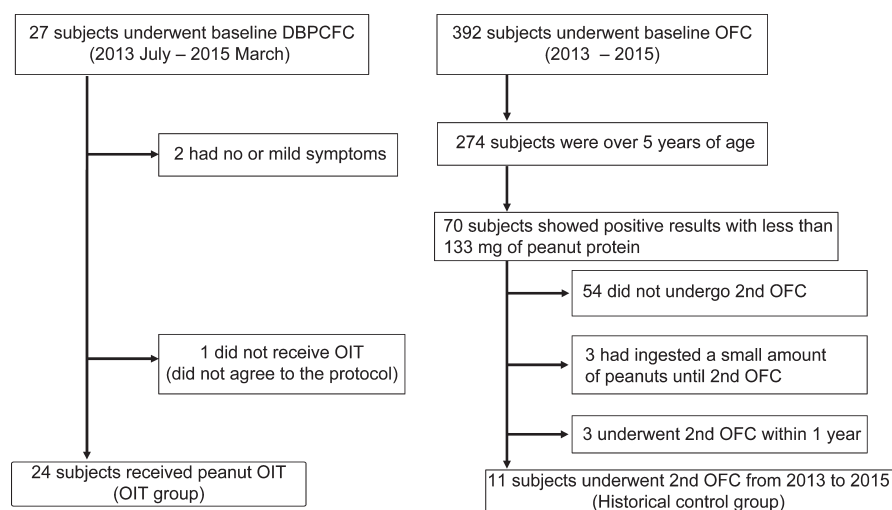 27 subjects underwent baseline DBPCFC
(2013 July – 2015 March)
2 had no or mild symptoms
1 did not receive OIT
(did not agree to the protocol)
24 subjects received peanut OIT
(OIT group)
392 subjects underwent baseline OFC
(2013 – 2015)
274 subjects were over 5 years of age
70 subjects showed positive results with less than
133 mg of peanut protein
54 did not undergo 2nd OFC
3 had ingested a small amount
of peanuts until 2nd OFC
3 underwent 2nd OFC within 1 year
11 subjects underwent 2nd OFC from 2013 to 2015
(Historical control group)